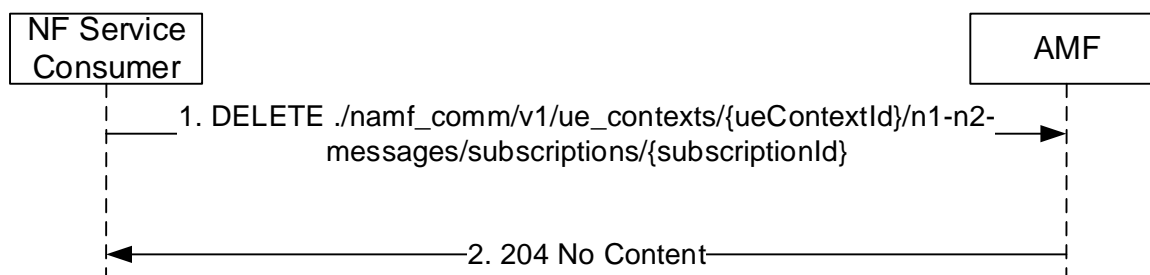 NF Service
Consumer
AMF
1. DELETE ./namf_comm/v1/ue_contexts/{ueContextId}/n1-n2-
messages/subscriptions/{subscriptionId}
2. 204 No Content